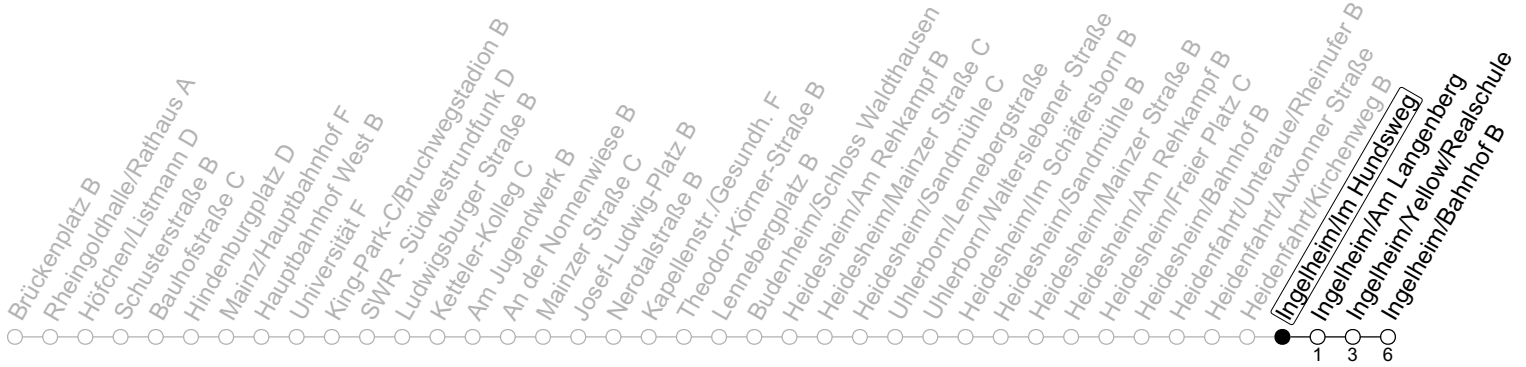 Brückenplatz B
Rheingoldhalle/Rathaus A
Höfchen/Listmann D
Schusterstraße B
Bauhofstraße C
Hindenburgplatz D
Mainz/Hauptbahnhof F
Hauptbahnhof West B
Universität F
King-Park-C/Bruchwegstadion B
SWR - Südwestrundfunk D
Ludwigsburger Straße B
Ketteler-Kolleg C
Am Jugendwerk B
An der Nonnenwiese B
Mainzer Straße C
Josef-Ludwig-Platz B
Nerotalstraße B
Kapellenstr./Gesundh. F
Theodor-Körner-Straße B
Lennebergplatz B
Budenheim/Schloss Waldthausen
Heidesheim/Am Rehkampf B
Heidesheim/Mainzer Straße C
Heidesheim/Sandmühle C
Uhlerborn/Lennebergstraße
Uhlerborn/Walterslebener Straße
Heidesheim/Im Schäfersborn B
Heidesheim/Sandmühle B
Heidesheim/Mainzer Straße B
Heidesheim/Am Rehkampf B
Heidesheim/Freier Platz C
Heidesheim/Bahnhof B
Heidenfahrt/Unteraue/Rheinufer B
Heidenfahrt/Auxonner Straße
Heidenfahrt/Kirchenweg B
Ingelheim/Im Hundsweg
Ingelheim/Am Langenberg
Ingelheim/Yellow/Realschule
Ingelheim/Bahnhof B
1 3 6